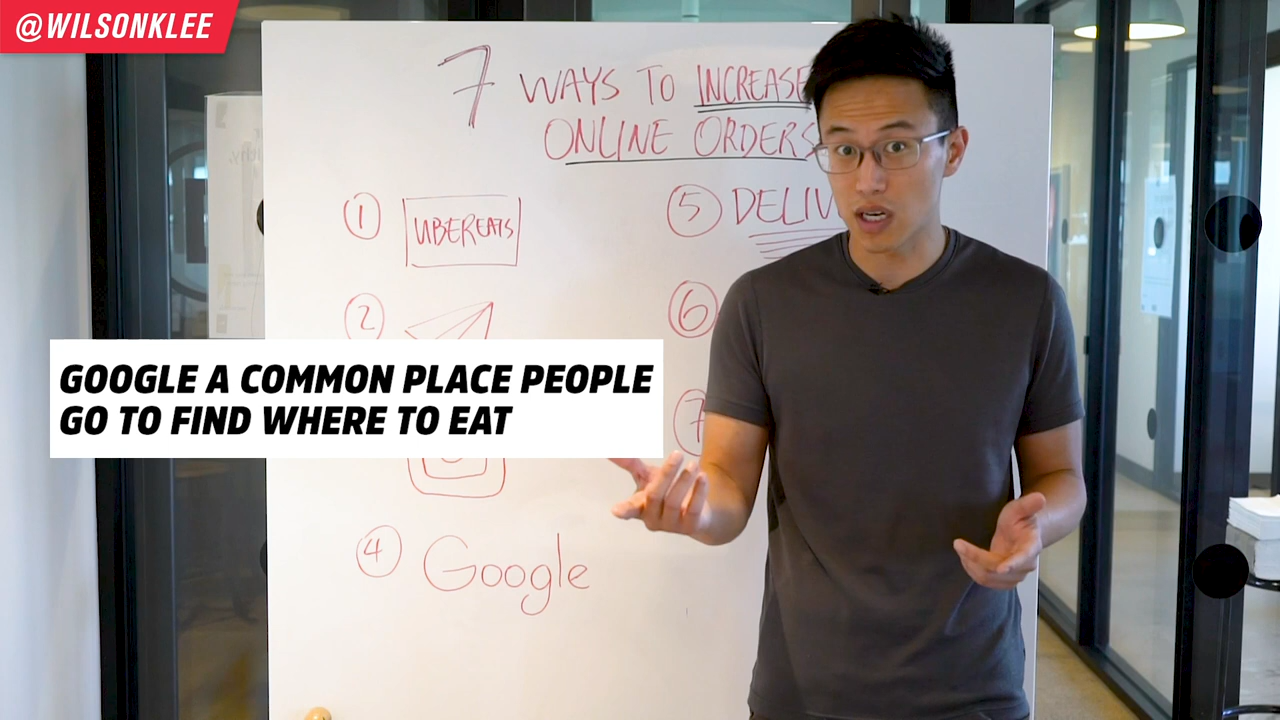 @WILSONKLEE
7 WAYS TO INCREASE
ONLINE ORDERS
1 UBEREATS
5
2
6
GOOGLE A COMMON PLACE PEOPLE
GO TO FIND WHERE TO EAT
7
4 Google